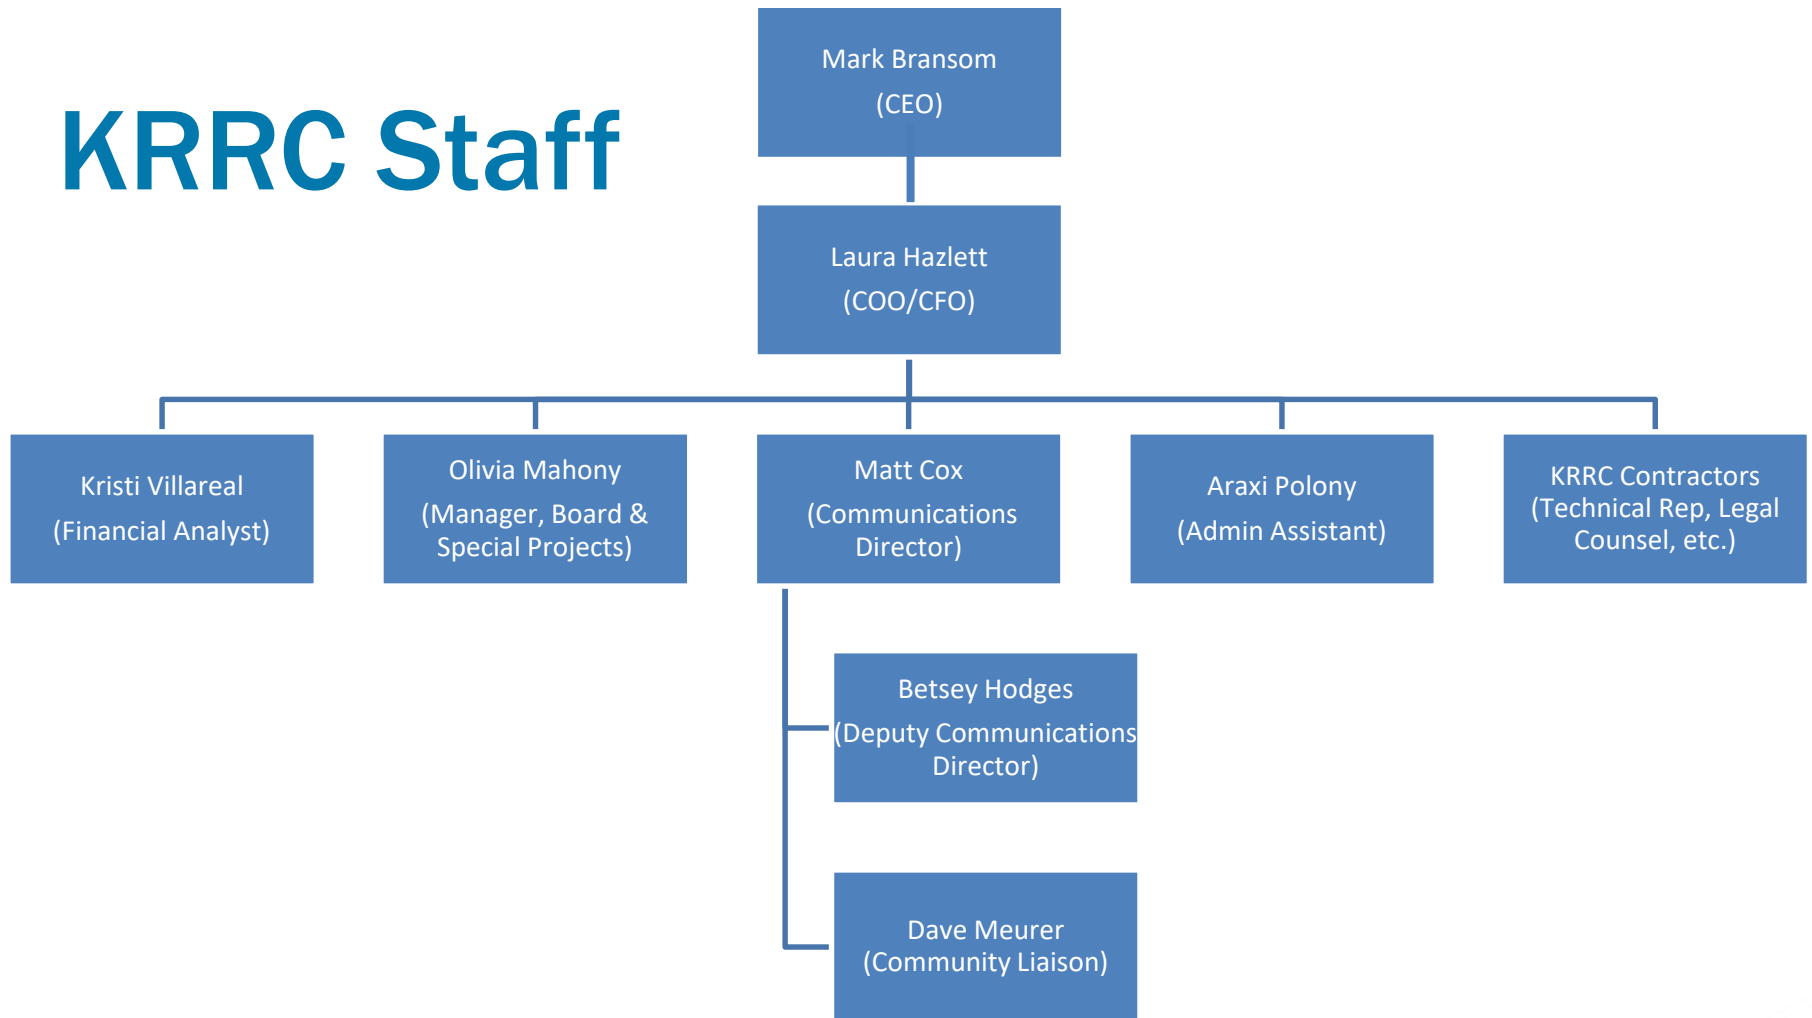 KRRC Staff
Mark Bransom
(CEO)
Laura Hazlett
(COO/CFO)
Kristi Villareal
(Financial Analyst)
Olivia Mahony
(Manager, Board &
Special Projects)
Matt Cox
(Communications
Director)
Araxi Polony
(Admin Assistant)
KRRC Contractors
(Technical Rep, Legal
Counsel, etc.)
Betsey Hodges
(Deputy Communications
Director)
Dave Meurer
(Community Liaison)